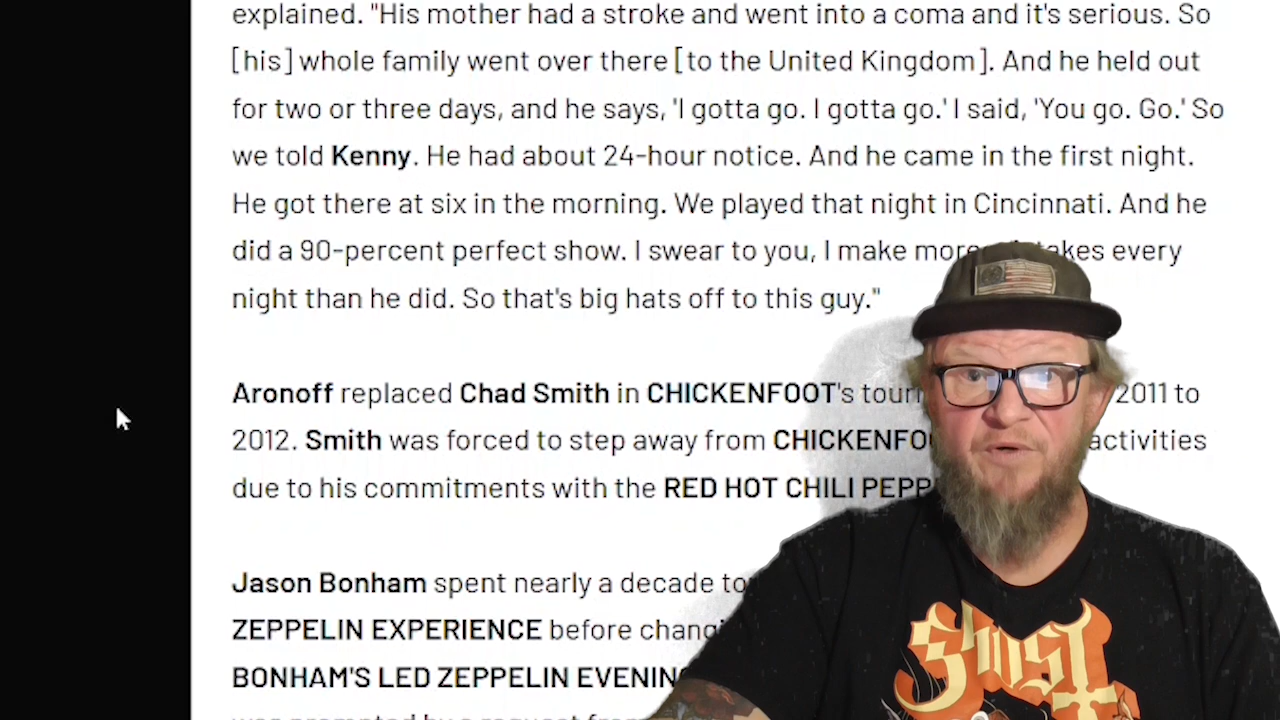 explained. "His mother had a stroke and went into a coma and it's serious. So
[his] whole family went over there [to the United Kingdom]. And he held out
for two or three days, and he says, 'I gotta go. I gotta go.' I said, 'You go. Go.' So
we told Kenny. He had about 24-hour notice. And he came in the first night.
He got there at six in the morning. We played that night in Cincinnati. And he
did a 90-percent perfect show. I swear to you, I make more every
night than he did. So that's big hats off to this guy."
Aronoff replaced Chad Smith in CHICKENFOOT's 2011 to
2012. Smith was forced to step away from activities
due to his commitments with the RED HOT CHILI
Jason Bonham spent nearly a decade
ZEPPELIN EXPERIENCE before
BONHAM'S LED ZEPPELIN
Ghost